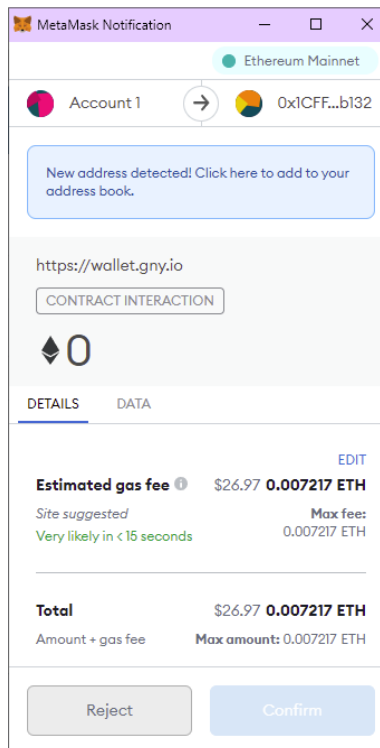 MetaMask Notification
Ethereum Mainnet
Account 1
0x1CFF...b132
New address detected! Click here to add to your
address book.
https://wallet.gny.io
CONTRACT INTERACTION
0
DETAILS DATA
EDIT
Estimated gas fee $26.97 0.007217 ETH
Site suggested Max fee:
Very likely in < 15 seconds 0.007217 ETH
Total $26.97 0.007217 ETH
Amount + gas fee Max amount: 0.007217 ETH
Reject Confirm